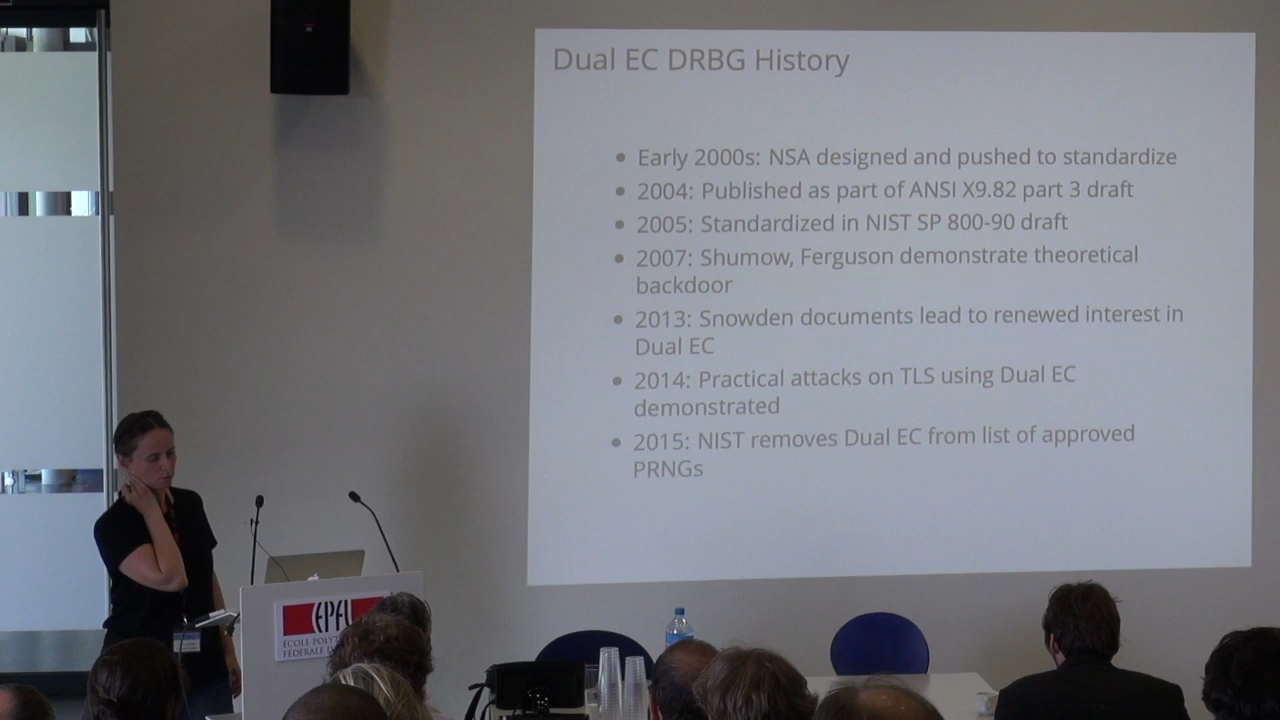 Dual EC DRBG History
Early 2000s: NSA designed and pushed to standardize
2004: Published as part of ANSI X9.82 part 3 draft
2005: Standardized in NIST SP 800-90 draft
2007: Shumow, Ferguson demonstrate theoretical
backdoor
2013: Snowden documents lead to renewed interest in
Dual EC
2014: Practical attacks on TLS using Dual EC
demonstrated
2015: NIST removes Dual EC from list of approved
PRNGs
EPFL
ECOLE
FÉDÉRALE